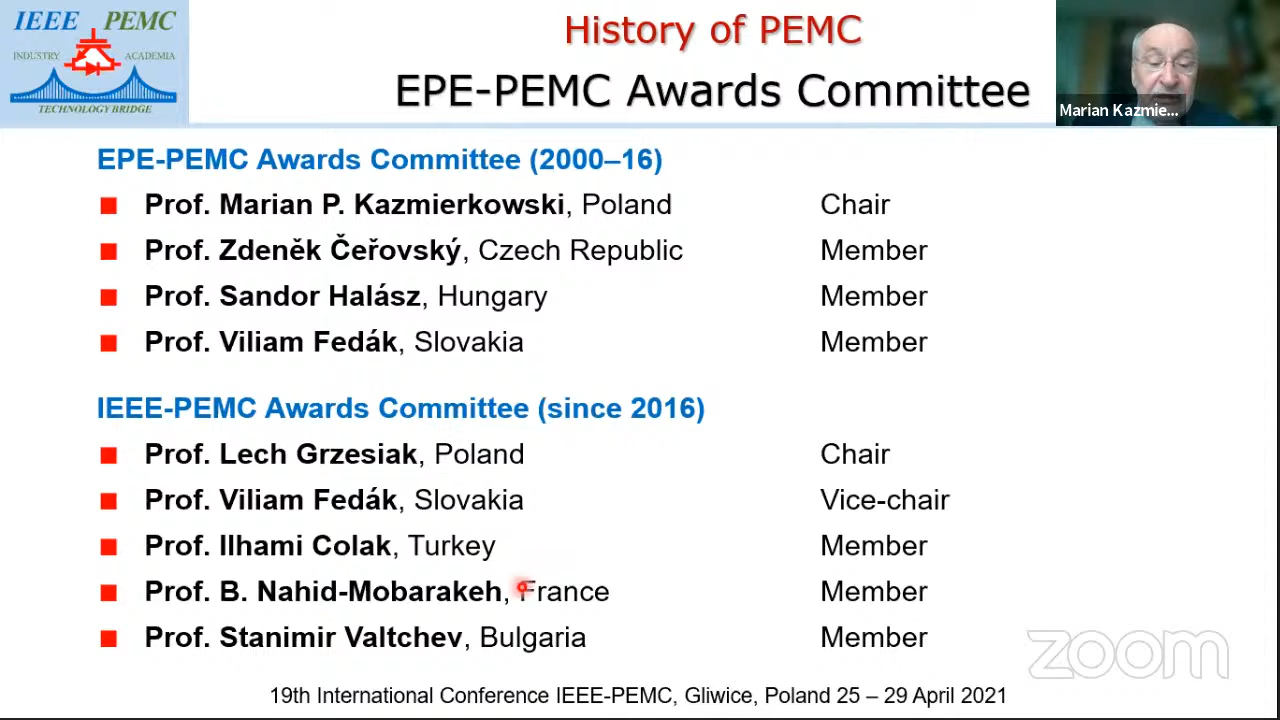 IEEE PEMC
INDUSTRY ACADEMIA
TECHNOLOGY BRIDGE
History of PEMC
EPE-PEMC Awards Committee
Marian Kazmie...
EPE-PEMC Awards Committee (2000–16)
Prof. Marian P. Kazmierkowski, Poland Chair
Prof. Zdeněk Čeřovský, Czech Republic Member
Prof. Sandor Halász, Hungary Member
Prof. Viliam Fedák, Slovakia Member
IEEE-PEMC Awards Committee (since 2016)
Prof. Lech Grzesiak, Poland Chair
Prof. Viliam Fedák, Slovakia Vice-chair
Prof. Ilhami Colak, Turkey Member
Prof. B. Nahid-Mobarakeh, France Member
Prof. Stanimir Valtchev, Bulgaria Member
zoom
19th International Conference IEEE-PEMC, Gliwice, Poland 25 – 29 April 2021